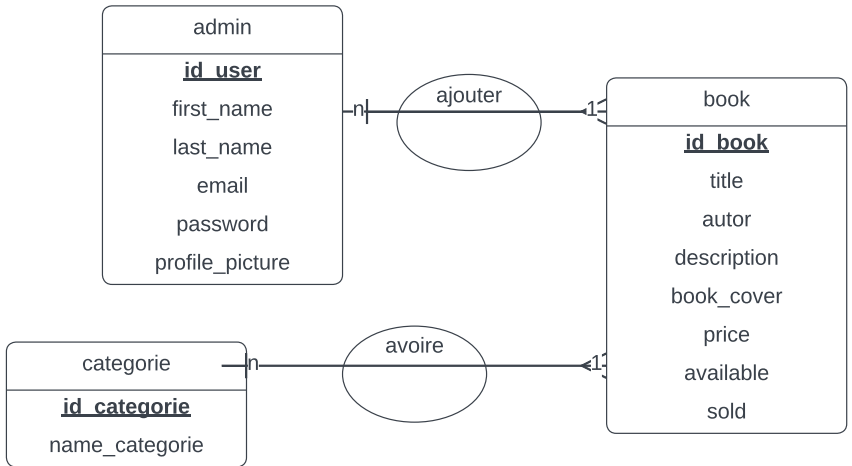 admin
id_user
first_name
last_name
email
password
profile_picture
n
ajouter
1
book
id_book
title
autor
description
book_cover
price
available
sold
categorie
id_categorie
name_categorie
n
avoire
1